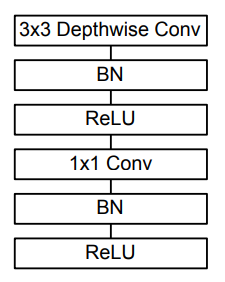 3x3 Depthwise Conv
BN
ReLU
1x1 Conv
BN
ReLU